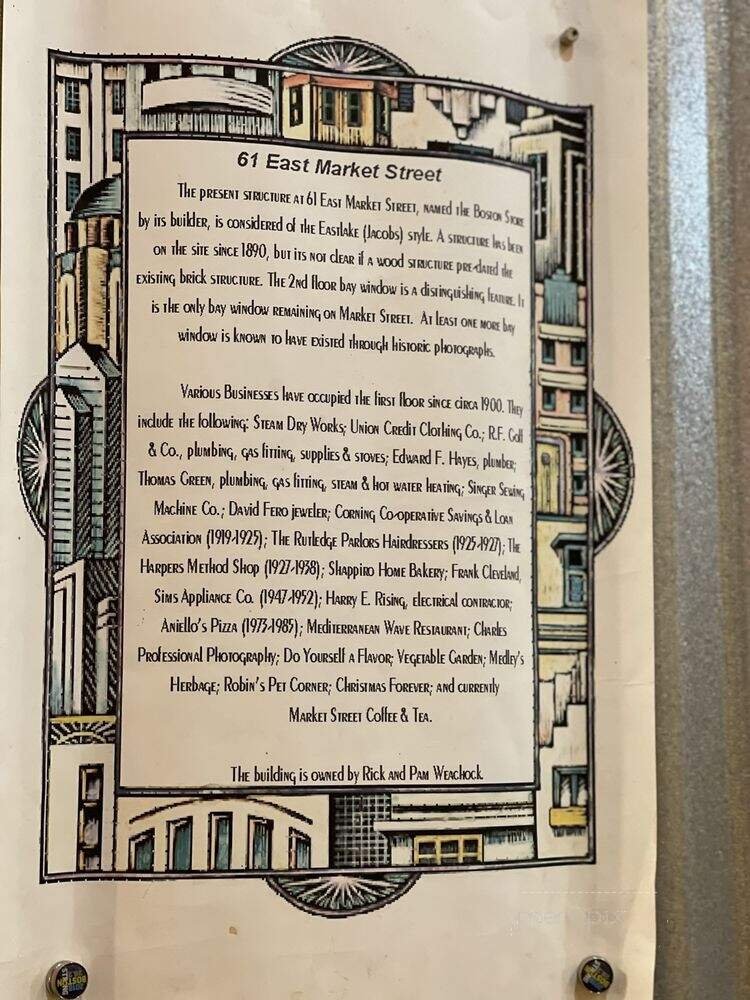 61 East Market Street
The present structure at 61 East Market Street, named the Boston Store
by its builder, is considered of the Eastlake (Jacobs) style. A structure has been
on the site since 1890, but its not clear if a wood structure pre-dated the
existing brick structure. The 2nd floor bay window is a distinguishing feature. It
is the only bay window remaining on Market Street. At least one more bay
window is known to have existed through historic photographs.
Various Businesses have occupied the first floor since circa 1900. They
include the following: Steam Dry Works; Union Credit Clothing Co.; R.F. Goff
& Co., plumbing, gas fitting, supplies & stoves; Edward F. Hayes, plumber;
Thomas Green, plumbing, gas fitting, steam & hot water heating; Singer Sewing
Machine Co.; David Fero jeweler; Corning Co-operative Savings & Loan
Association (1919-1925); The Rutledge Parlors Hairdressers (1925-1927); The
Harpers Method Shop (1927-1938); Shappiro Home Bakery; Frank Cleveland,
Sims Appliance Co. (1947-1952); Harry E. Rising, electrical contractor;
Aniello's Pizza (1973-1985); Mediterranean Wave Restaurant; Charles
Professional Photography; Do Yourself a Flavor; Vegetable Garden; Medley's
Herbage; Robin's Pet Corner; Christmas Forever; and currently
Market Street Coffee & Tea.
The building is owned by Rick and Pam Weachock